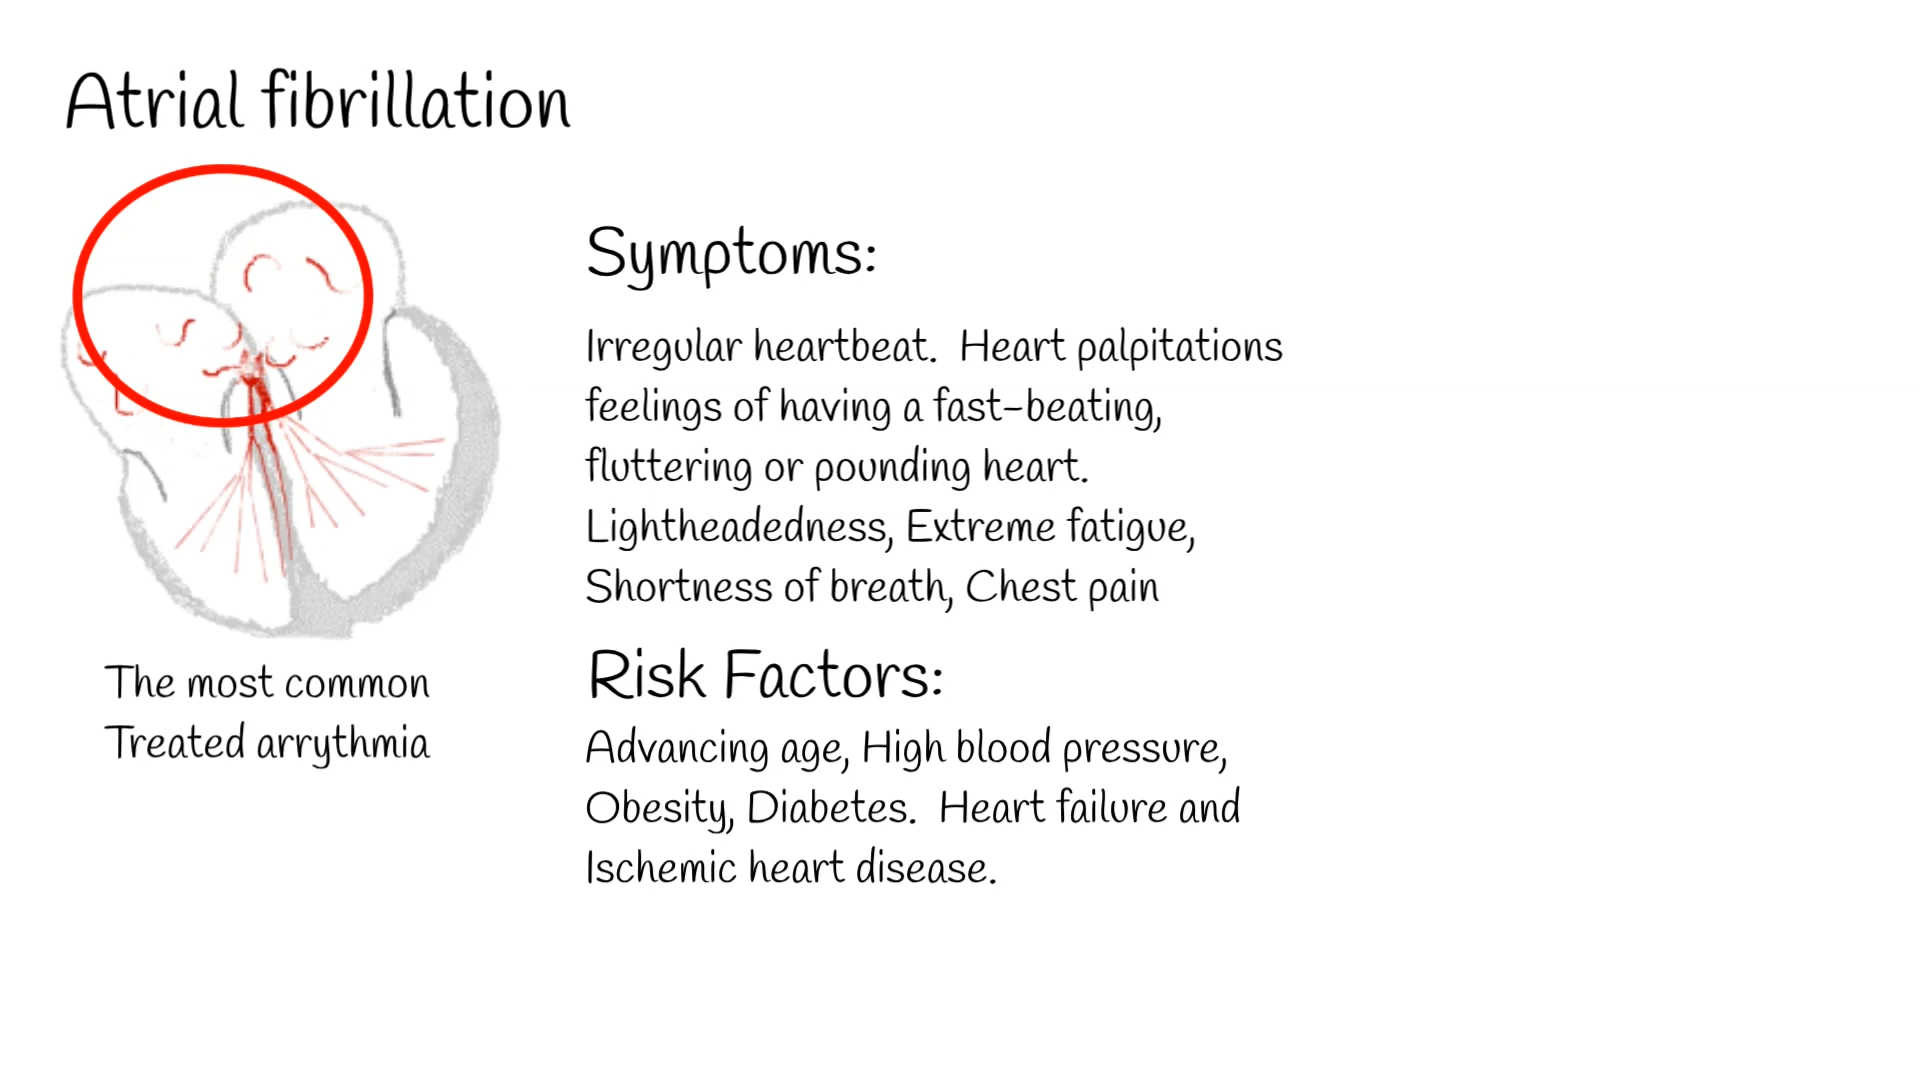 Atrial fibrillation
Symptoms:
Irregular heartbeat.  Heart palpitations
feelings of having a fast-beating,
fluttering or pounding heart.
Lightheadedness, Extreme fatigue,
Shortness of breath, Chest pain
The most common
Treated arrythmia
Risk Factors:
Advancing age, High blood pressure,
Obesity, Diabetes.  Heart failure and
Ischemic heart disease.